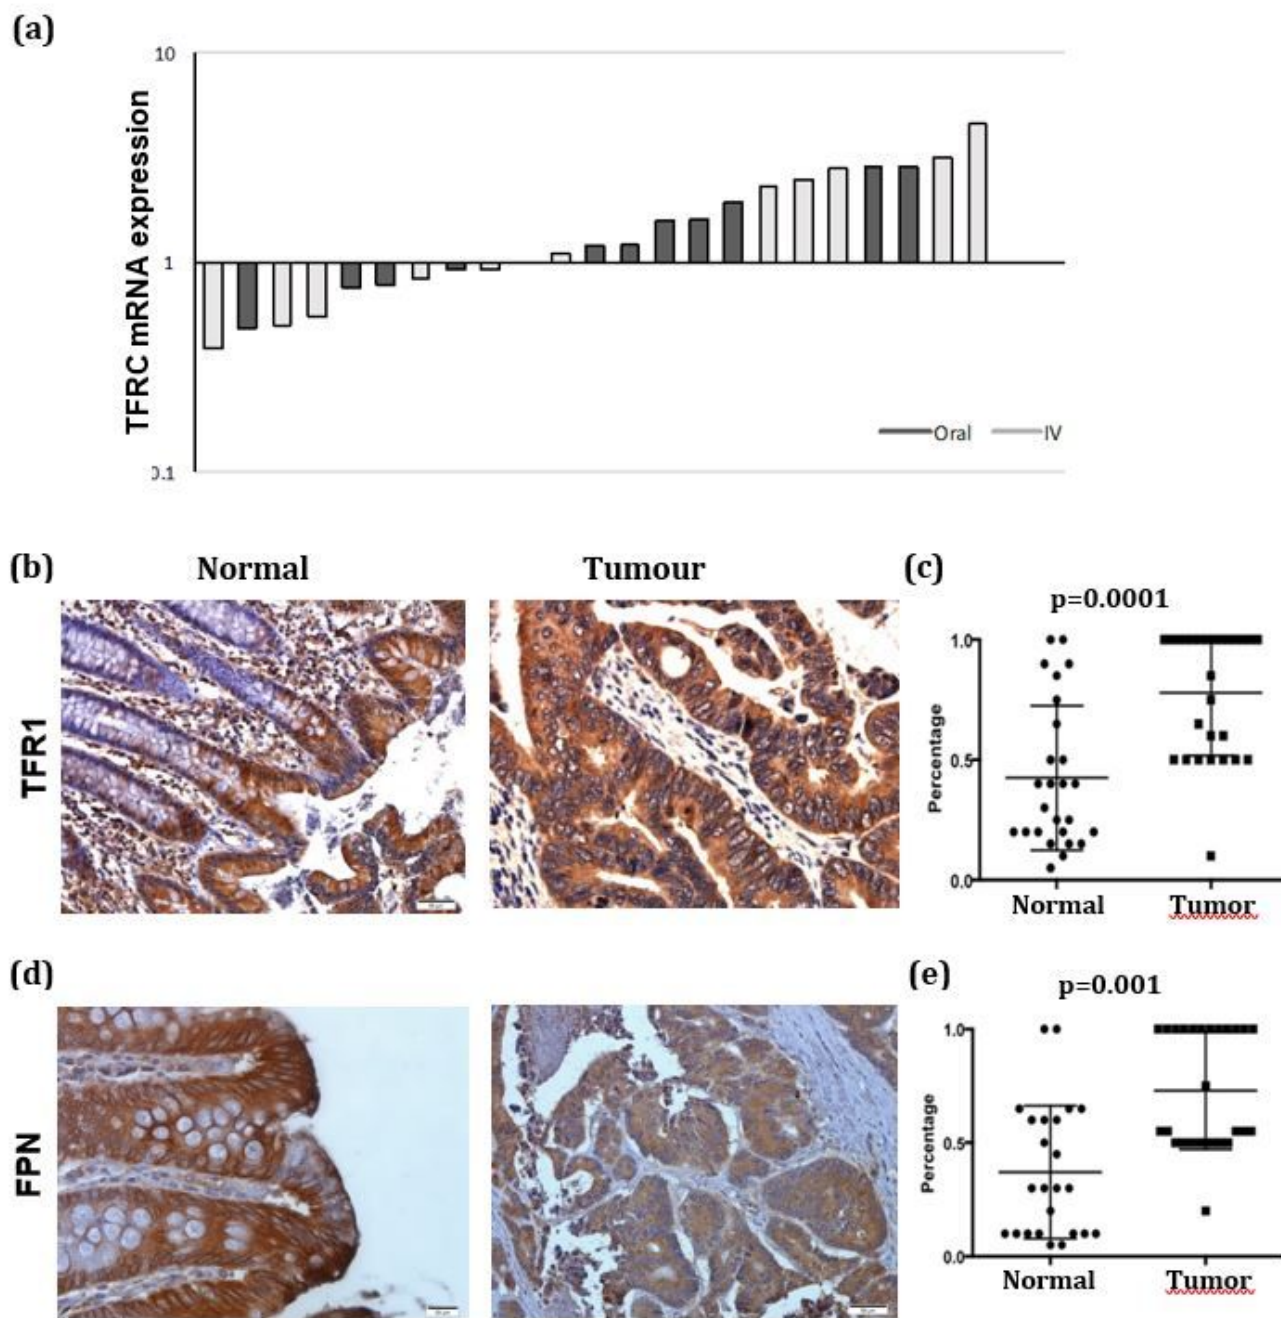 (a)
TFRC mRNA expression
10
1
0.1
Oral
IV
(b)
Normal
Tumour
TFR1
(c)
p=0.0001
Percentage
1.0
0.5
0.0
Normal
Tumor
(d)
FPN
(e)
p=0.001
Percentage
1.0
0.5
0.0
Normal
Tumor